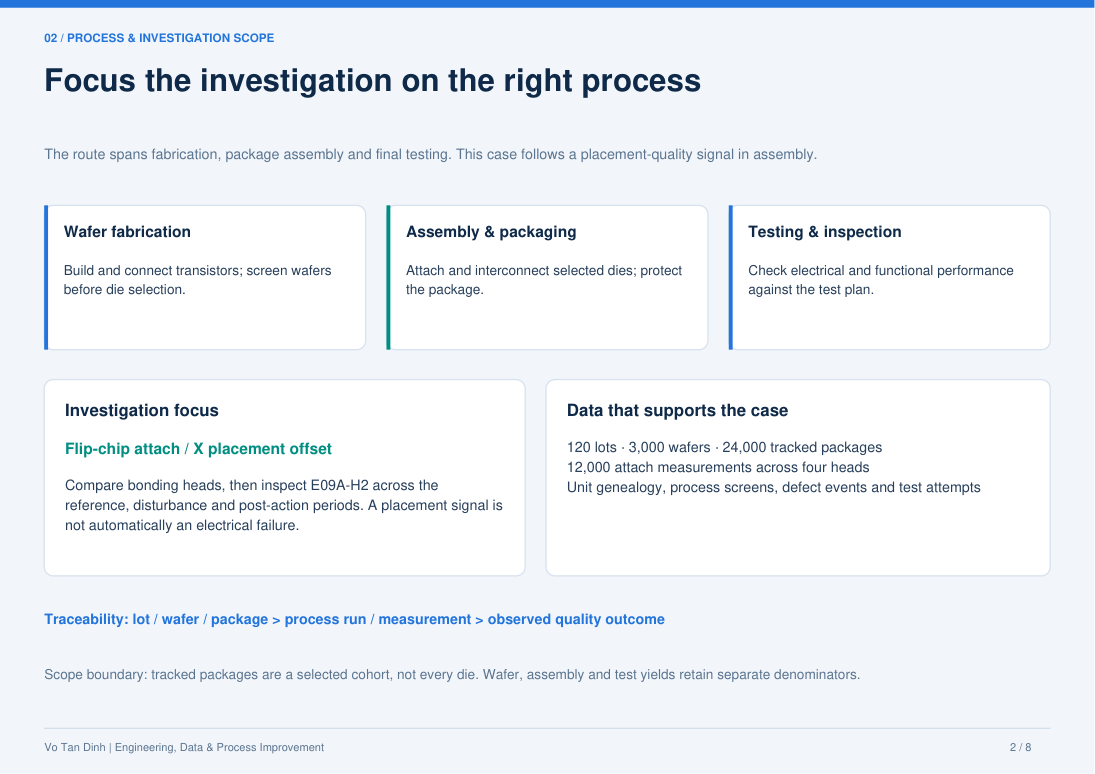 02 / PROCESS & INVESTIGATION SCOPE
Focus the investigation on the right process
The route spans fabrication, package assembly and final testing. This case follows a placement-quality signal in assembly.
Wafer fabrication
Build and connect transistors; screen wafers
before die selection.
Assembly & packaging
Attach and interconnect selected dies; protect
the package.
Testing & inspection
Check electrical and functional performance
against the test plan.
Investigation focus
Flip-chip attach / X placement offset
Compare bonding heads, then inspect E09A-H2 across the
reference, disturbance and post-action periods. A placement signal is
not automatically an electrical failure.
Data that supports the case
120 lots · 3,000 wafers · 24,000 tracked packages
12,000 attach measurements across four heads
Unit genealogy, process screens, defect events and test attempts
Traceability: lot / wafer / package > process run / measurement > observed quality outcome
Scope boundary: tracked packages are a selected cohort, not every die. Wafer, assembly and test yields retain separate denominators.
Vo Tan Dinh | Engineering, Data & Process Improvement
2 / 8